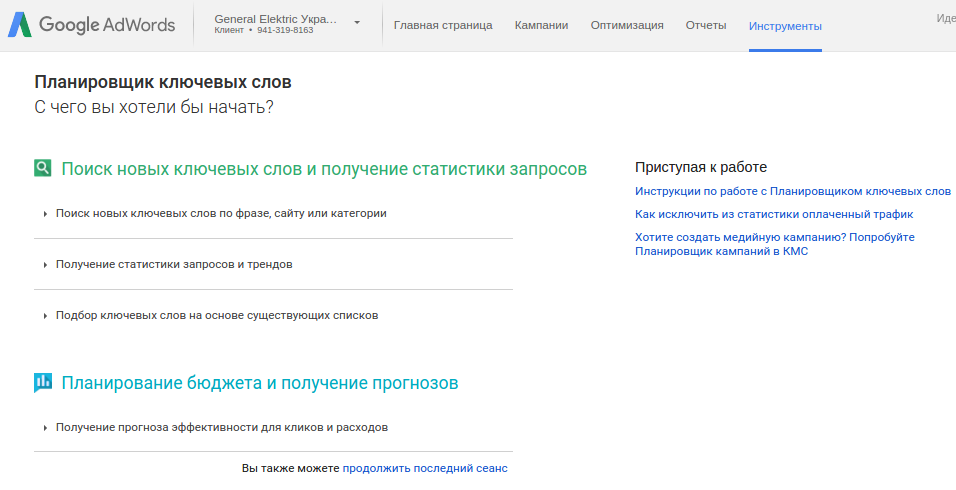 Google AdWords
General Elektric Укра...
Клиент • 941-319-8163
Главная страница
Кампании
Оптимизация
Отчеты
Инструменты
Иде
Планировщик ключевых слов
С чего вы хотели бы начать?
Поиск новых ключевых слов и получение статистики запросов
Поиск новых ключевых слов по фразе, сайту или категории
Получение статистики запросов и трендов
Подбор ключевых слов на основе существующих списков
Планирование бюджета и получение прогнозов
Получение прогноза эффективности для кликов и расходов
Вы также можете продолжить последний сеанс
Приступая к работе
Инструкции по работе с Планировщиком ключевых слов
Как исключить из статистики оплаченный трафик
Хотите создать медийную кампанию? Попробуйте
Планировщик кампаний в КМС